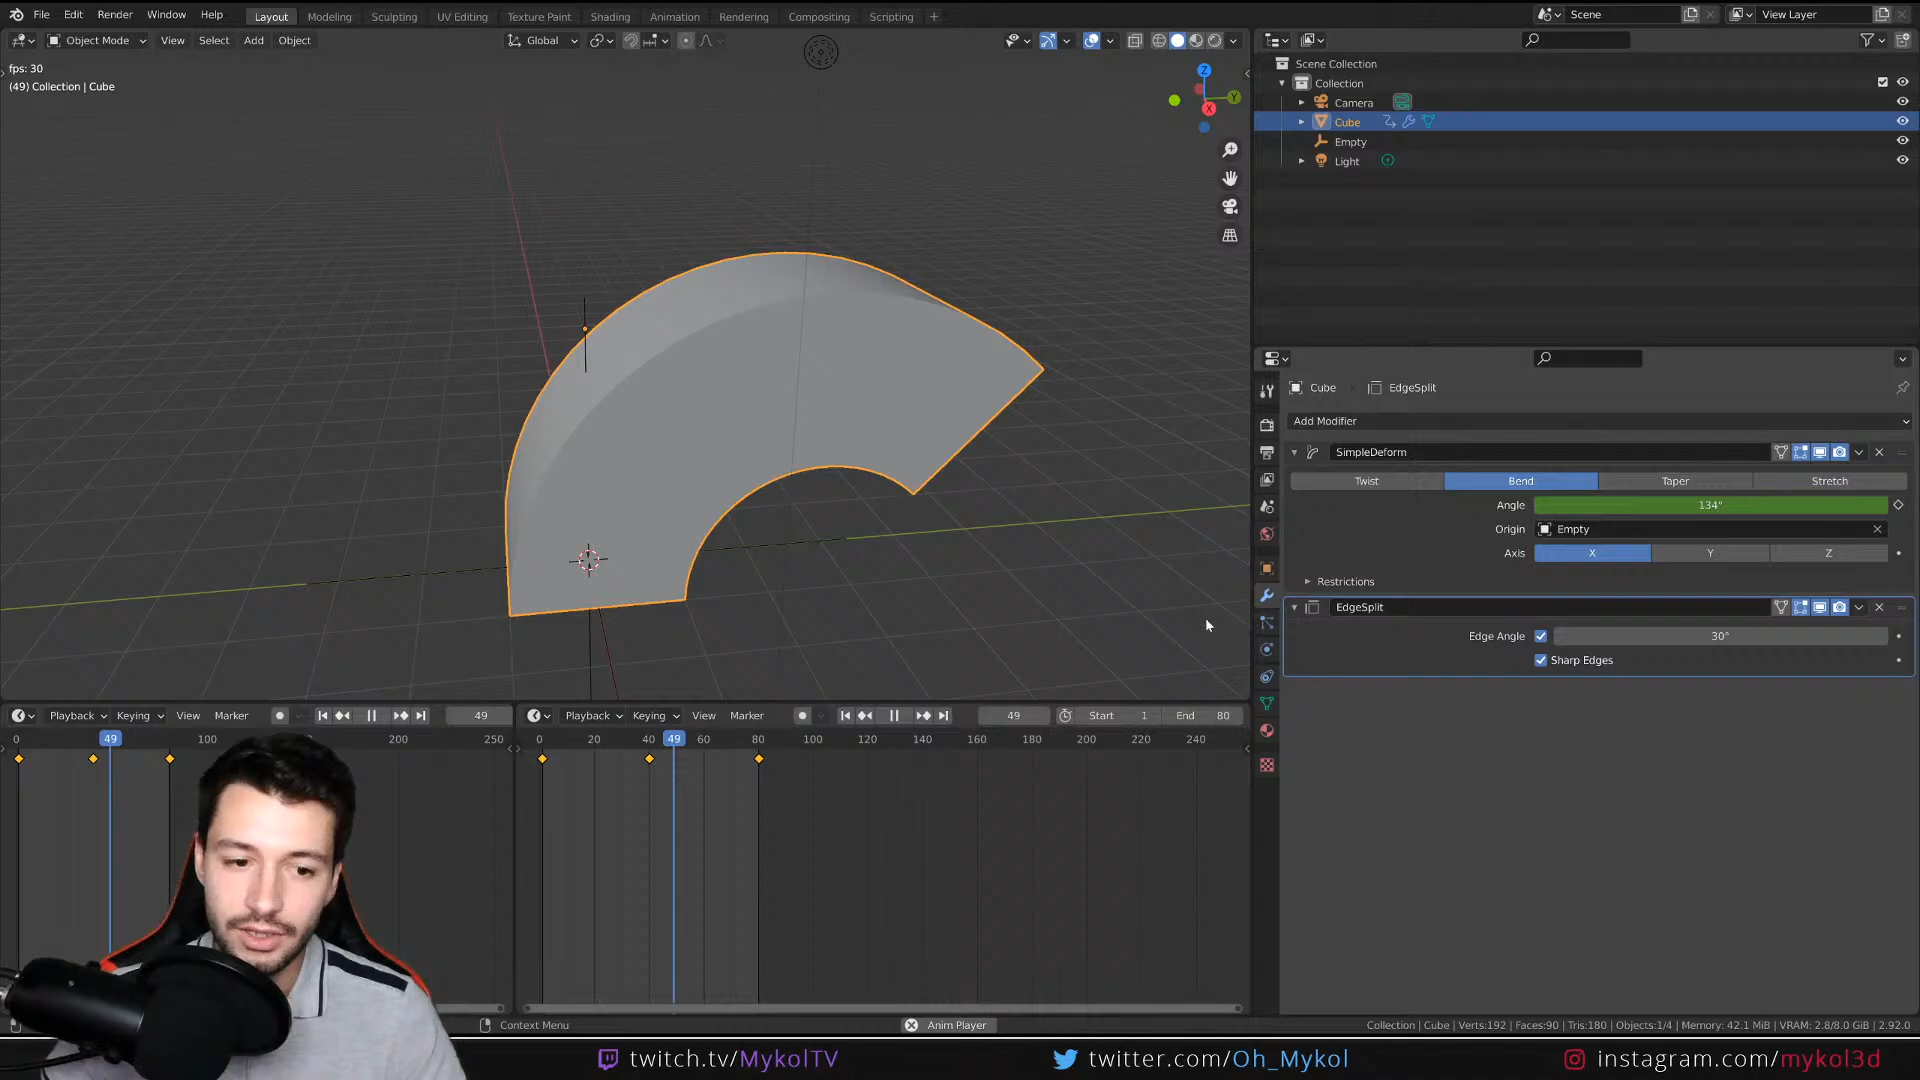 File Edit Render Window Help
Layout Modeling Sculpting UV Editing Texture Paint Shading Animation Rendering Compositing Scripting +
Scene
View Layer
Object Mode View Select Add Object
Global
fps: 30
(49) Collection | Cube
Z
Y
X
Scene Collection
Collection
Camera
Cube
Empty
Light
Cube EdgeSplit
Add Modifier
SimpleDeform
Twist Bend Taper Stretch
Angle 134°
Origin Empty
Axis X Y Z
Restrictions
EdgeSplit
Edge Angle 30°
Sharp Edges
Playback Keying View Marker 49
Playback Keying View Marker 49 Start 1 End 80
0 49 100 200 250
0 20 40 49 60 80 100 120 140 160 180 200 220 240
Context Menu
Anim Player
Collection | Cube | Verts:192 | Faces:90 | Tris:180 | Objects:1/4 | Memory: 42.1 MiB | VRAM: 2.8/8.0 GiB | 2.92.0
twitch.tv/MykolTV
twitter.com/Oh_Mykol
instagram.com/mykol3d